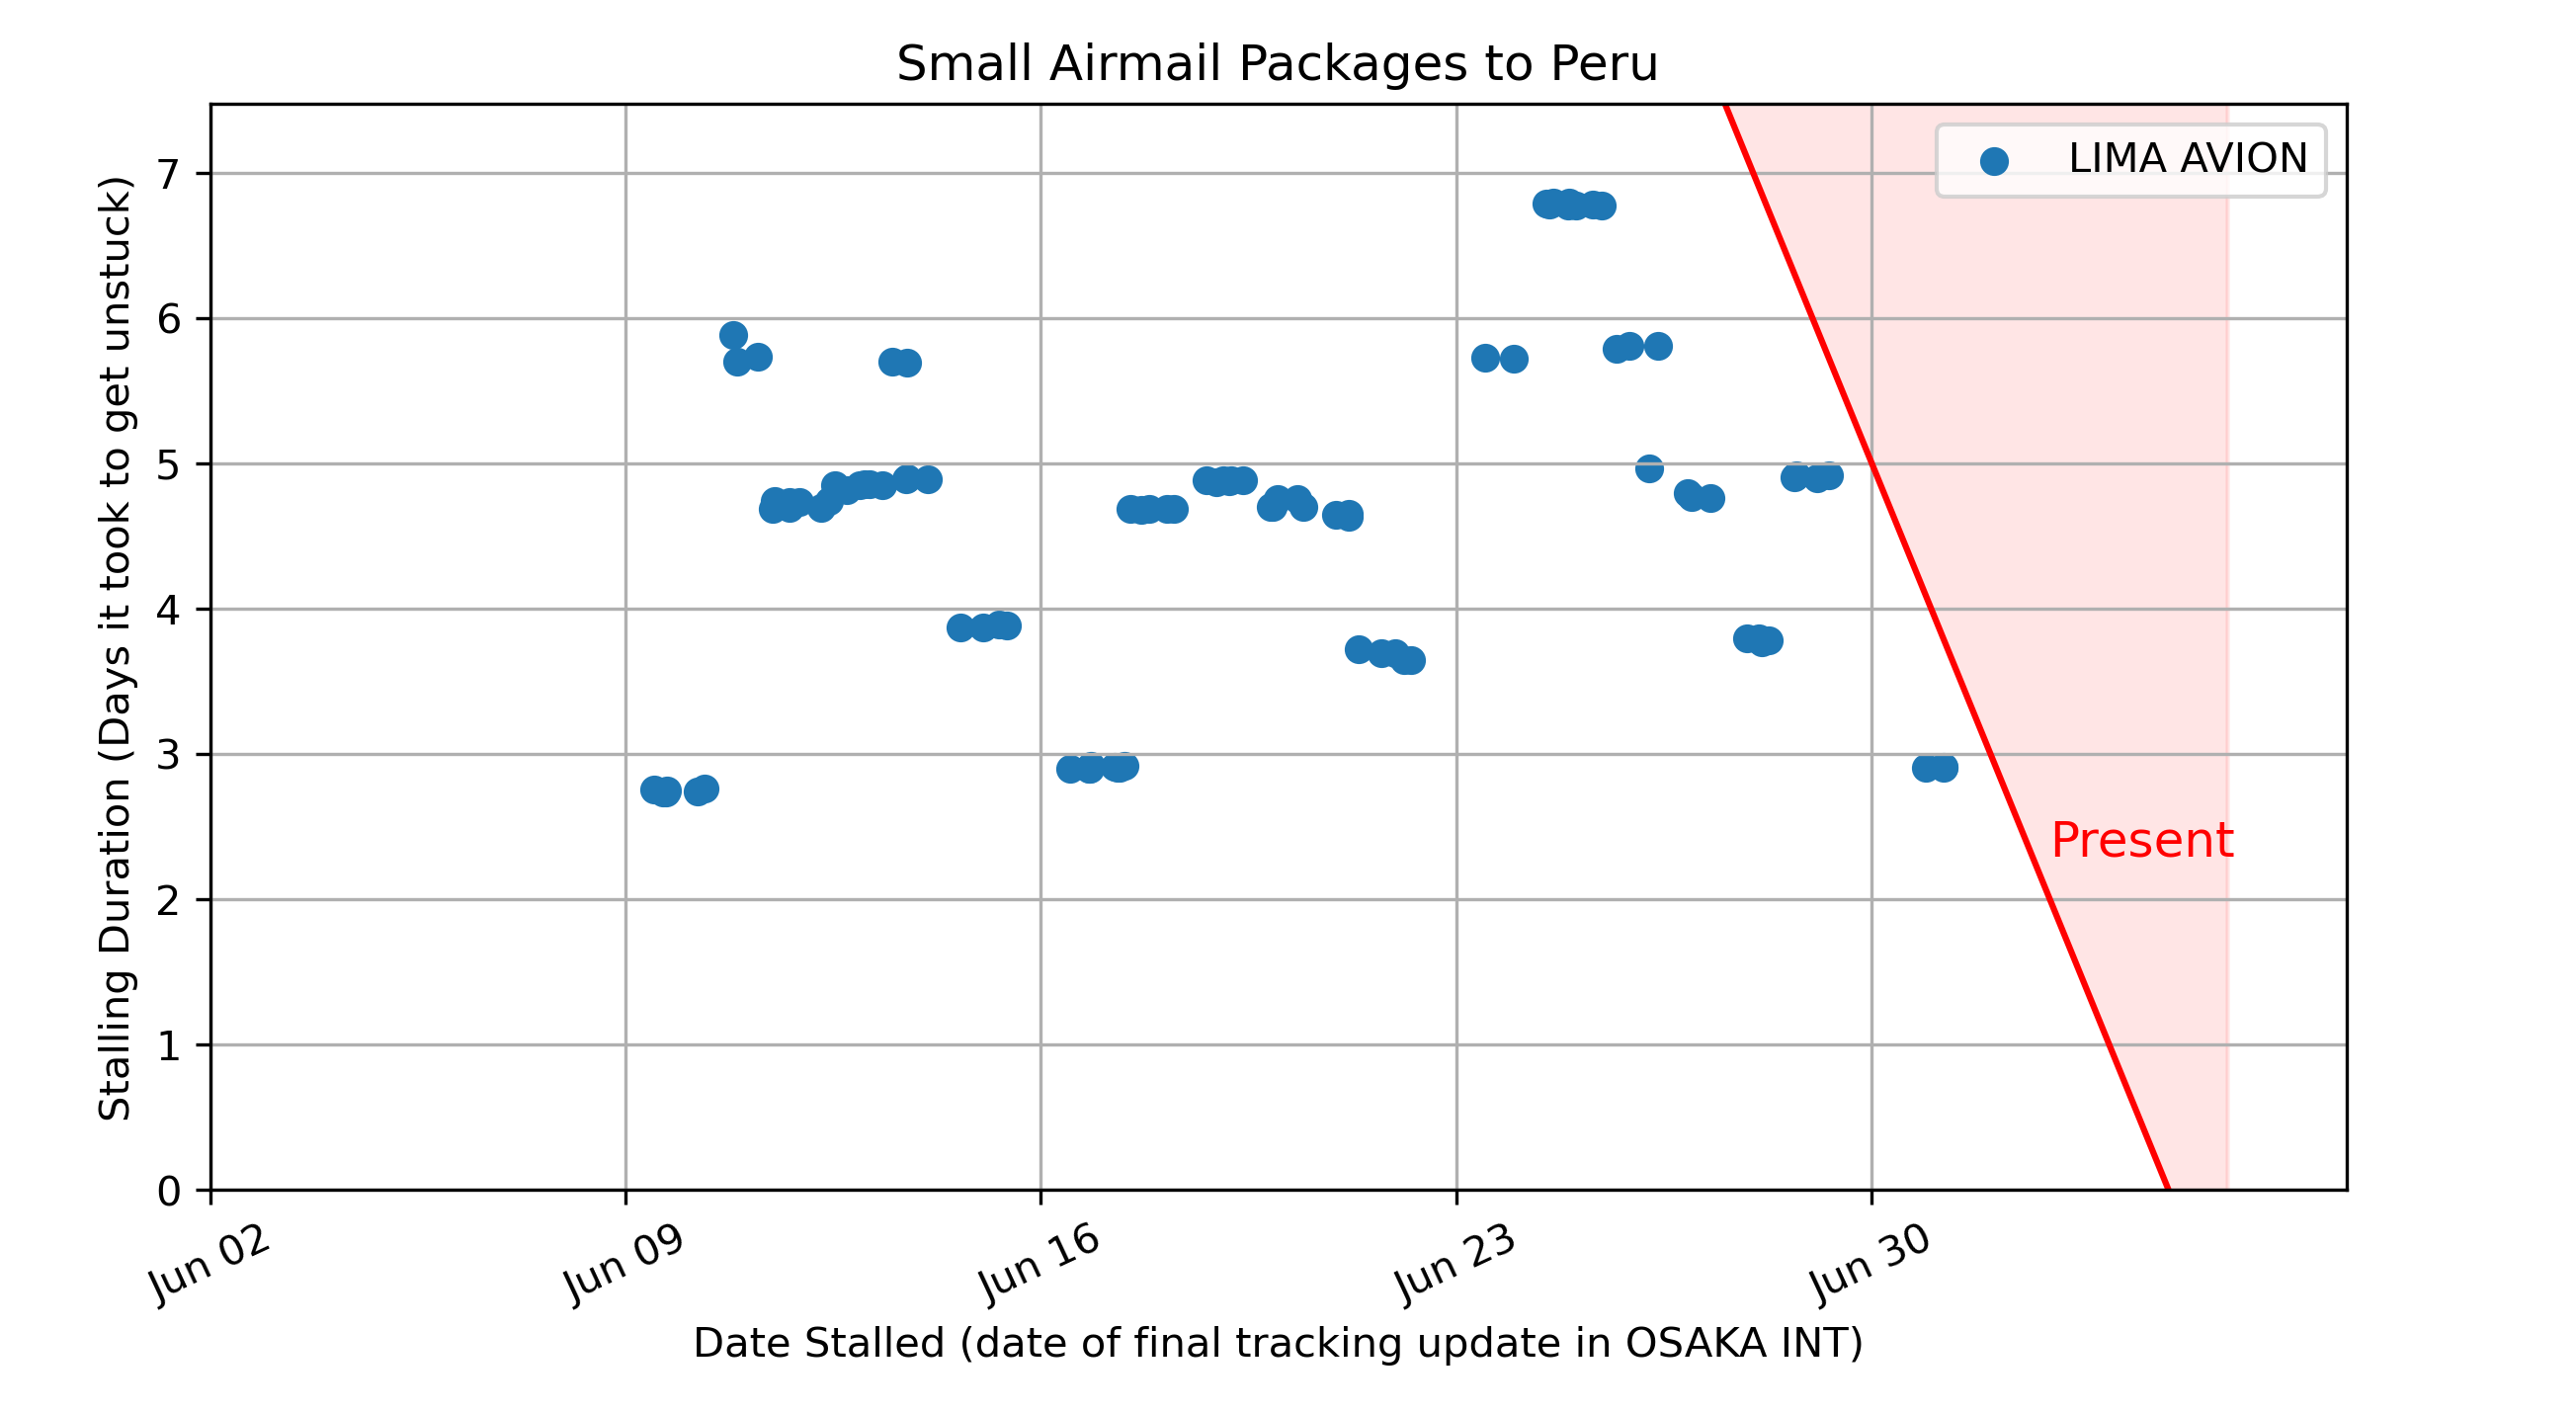 Small Airmail Packages to Peru
LIMA AVION
Stalling Duration (Days it took to get unstuck)
7
6
5
4
3
2
1
0
Present
Jun 02
Jun 09
Jun 16
Jun 23
Jun 30
Date Stalled (date of final tracking update in OSAKA INT)